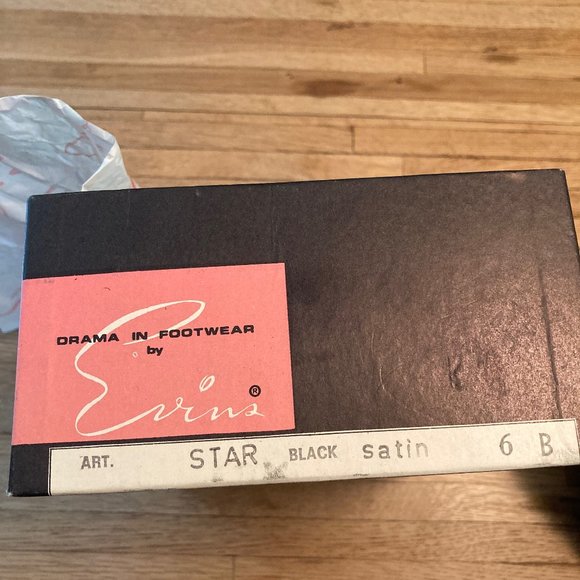 DRAMA IN FOOTWEAR
by
Evins ®
ART. STAR BLACK satin 6 B